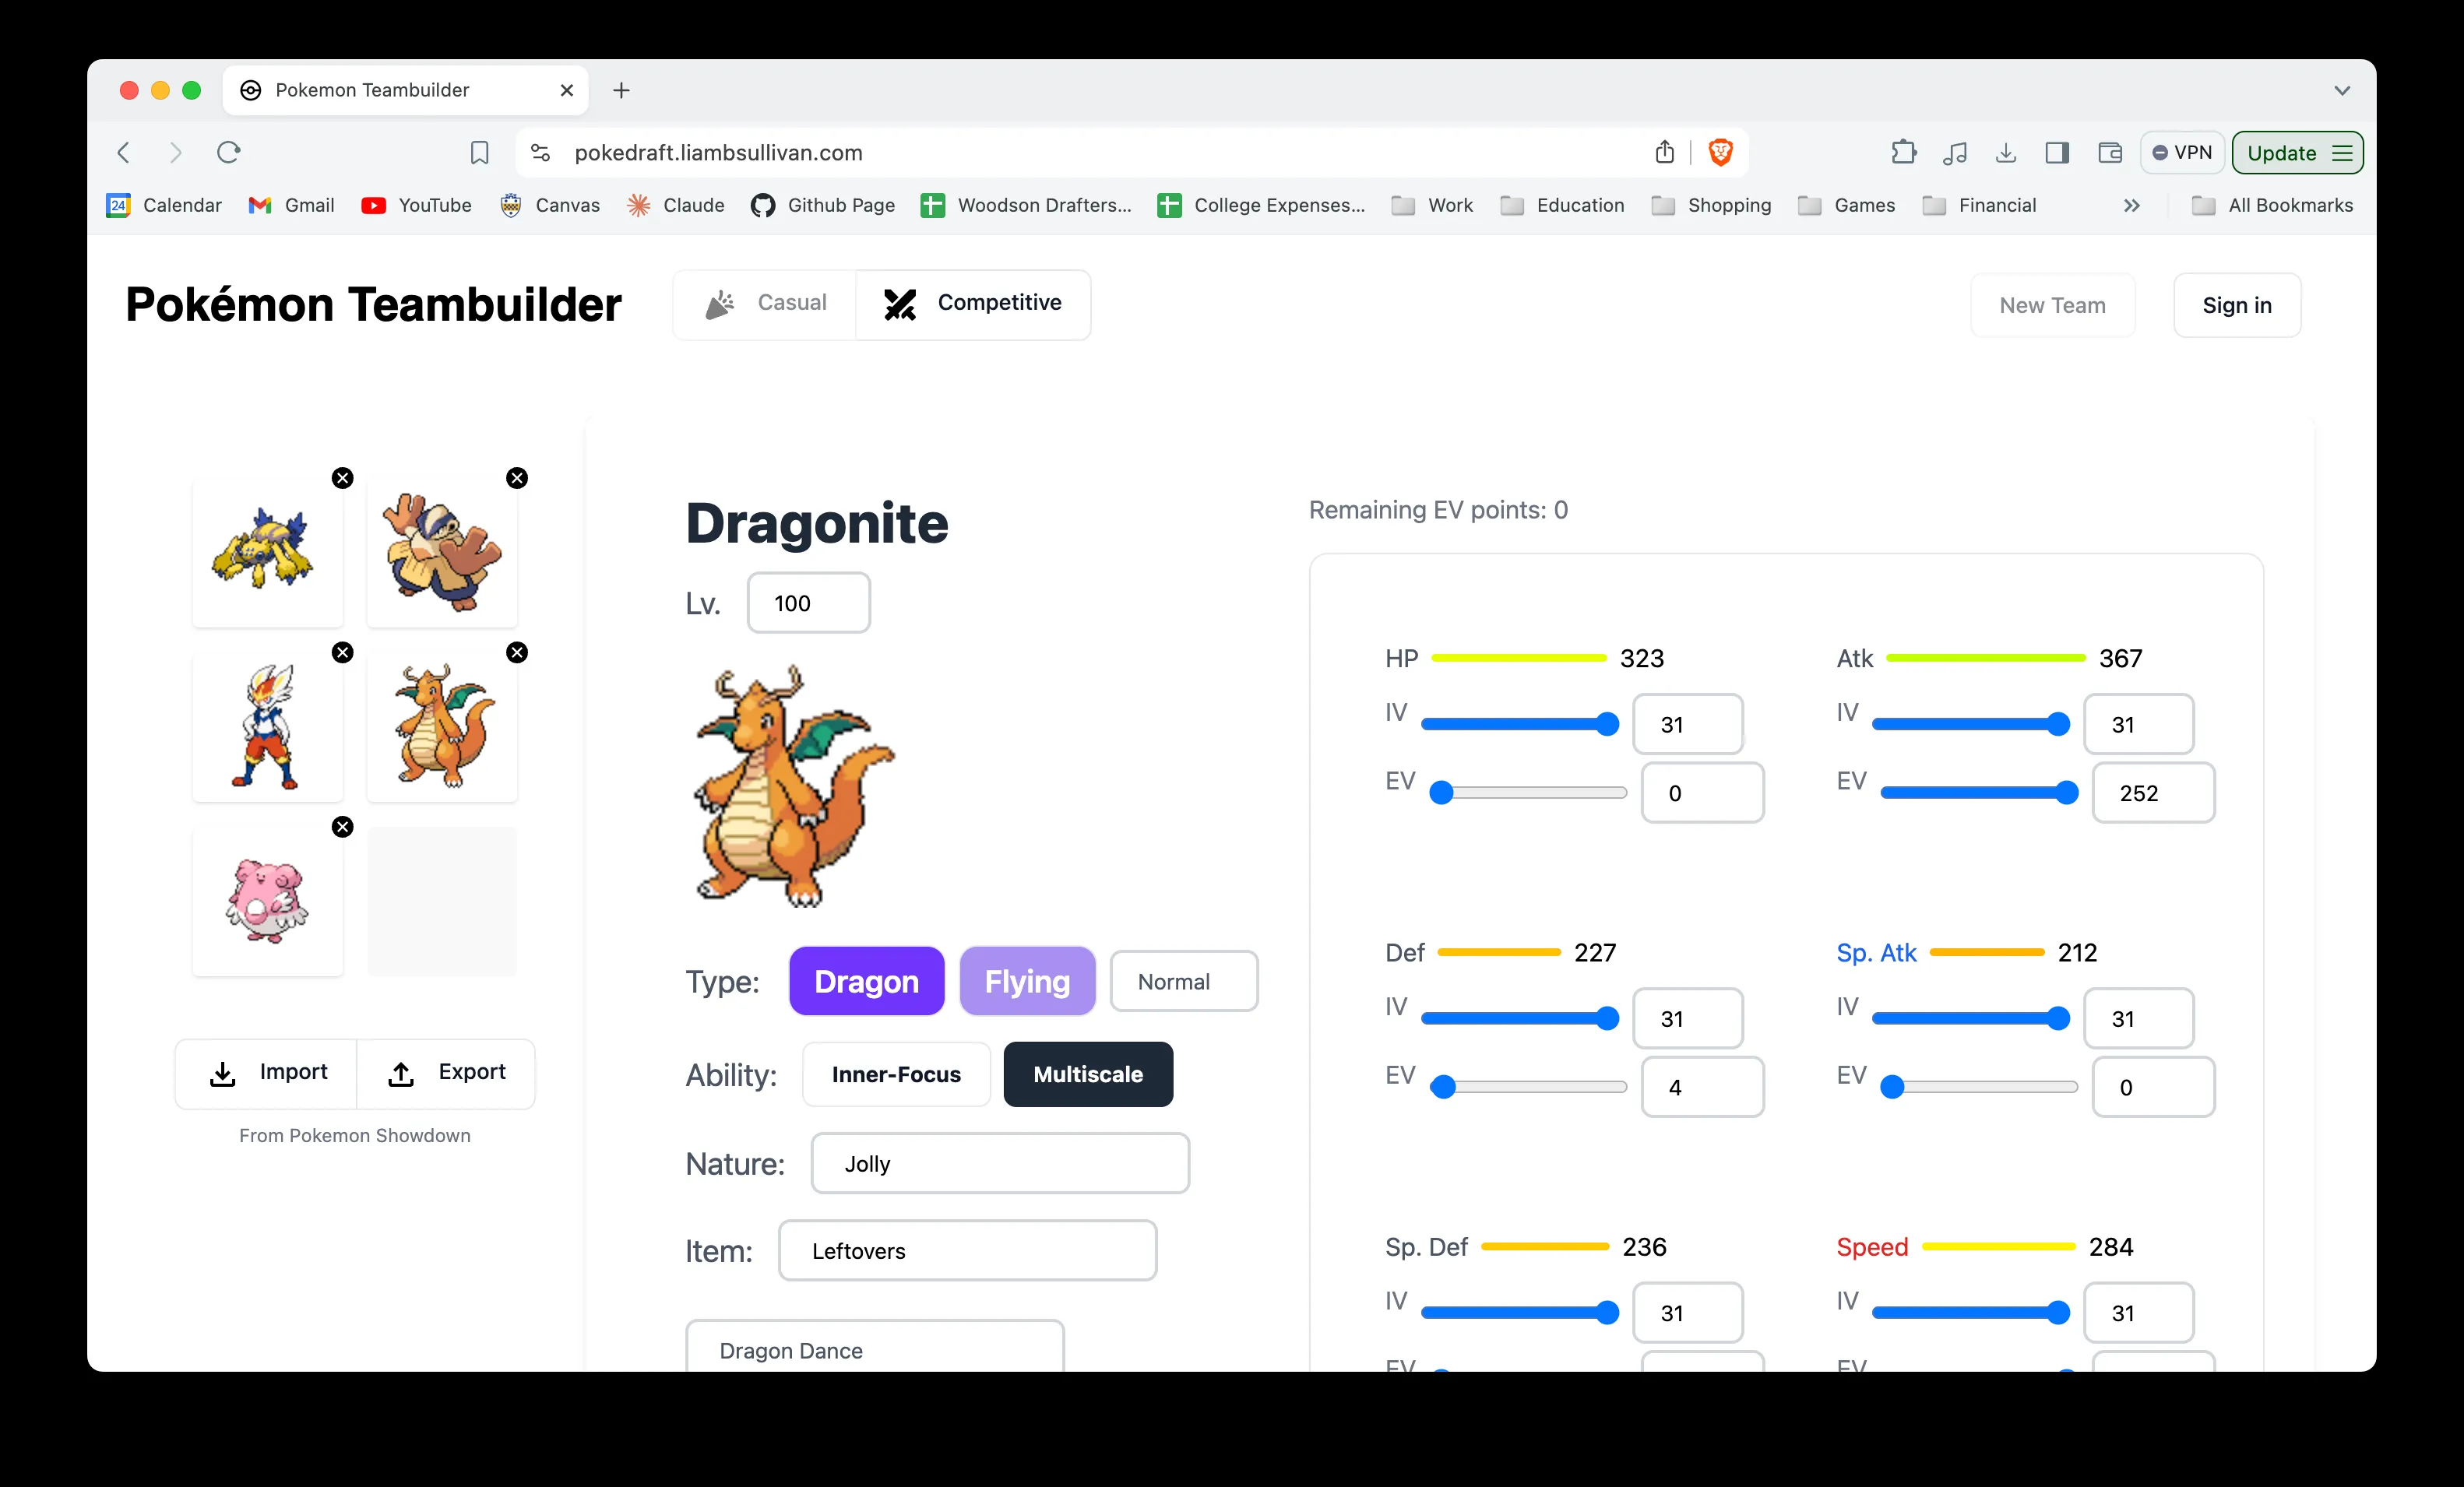 Pokemon Teambuilder
pokedraft.liambsullivan.com
VPN
Update
24 Calendar Gmail YouTube Canvas Claude Github Page Woodson Drafters... College Expenses... Work Education Shopping Games Financial All Bookmarks
Pokémon Teambuilder
Casual Competitive
New Team
Sign in
Import Export
From Pokemon Showdown
Dragonite
Lv. 100
Type: Dragon Flying Normal
Ability: Inner-Focus Multiscale
Nature: Jolly
Item: Leftovers
Dragon Dance
Remaining EV points: 0
HP 323
IV 31
EV 0
Atk 367
IV 31
EV 252
Def 227
IV 31
EV 4
Sp. Atk 212
IV 31
EV 0
Sp. Def 236
IV 31
EV
Speed 284
IV 31
EV